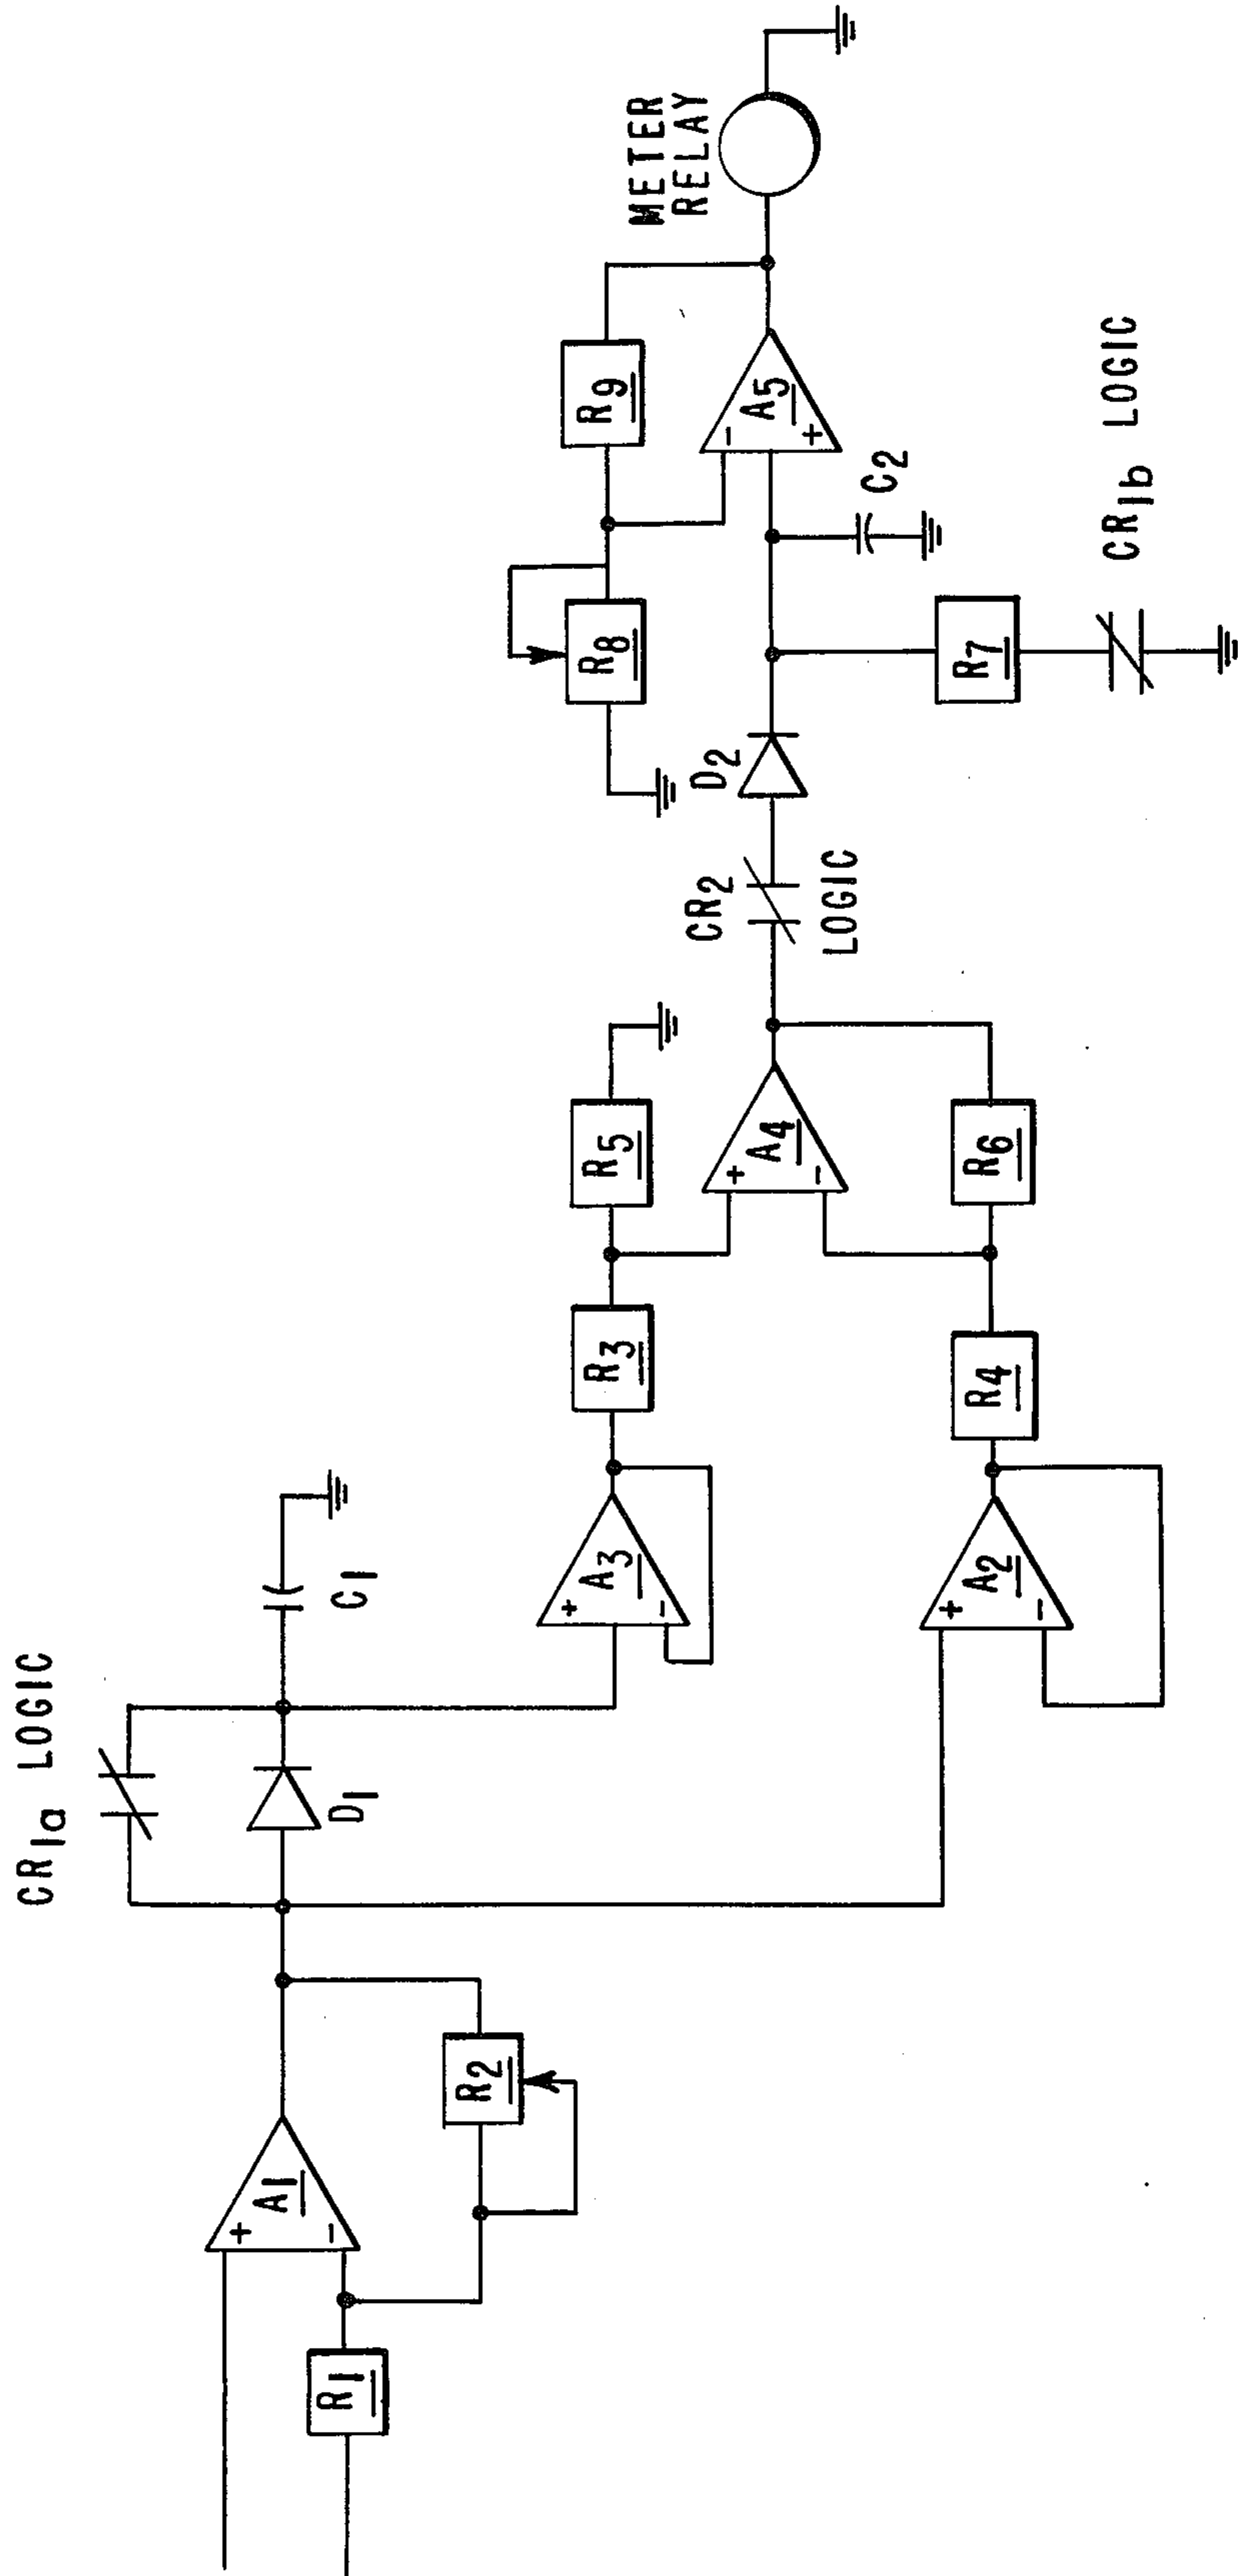 CR1a LOGIC
A1
+
-
R1
R2
D1
C1
A3
+
-
A2
+
-
R3
R4
R5
R6
A4
+
-
CR2
LOGIC
D2
R7
CR1b LOGIC
C2
R8
R9
A5
-
+
METER
RELAY